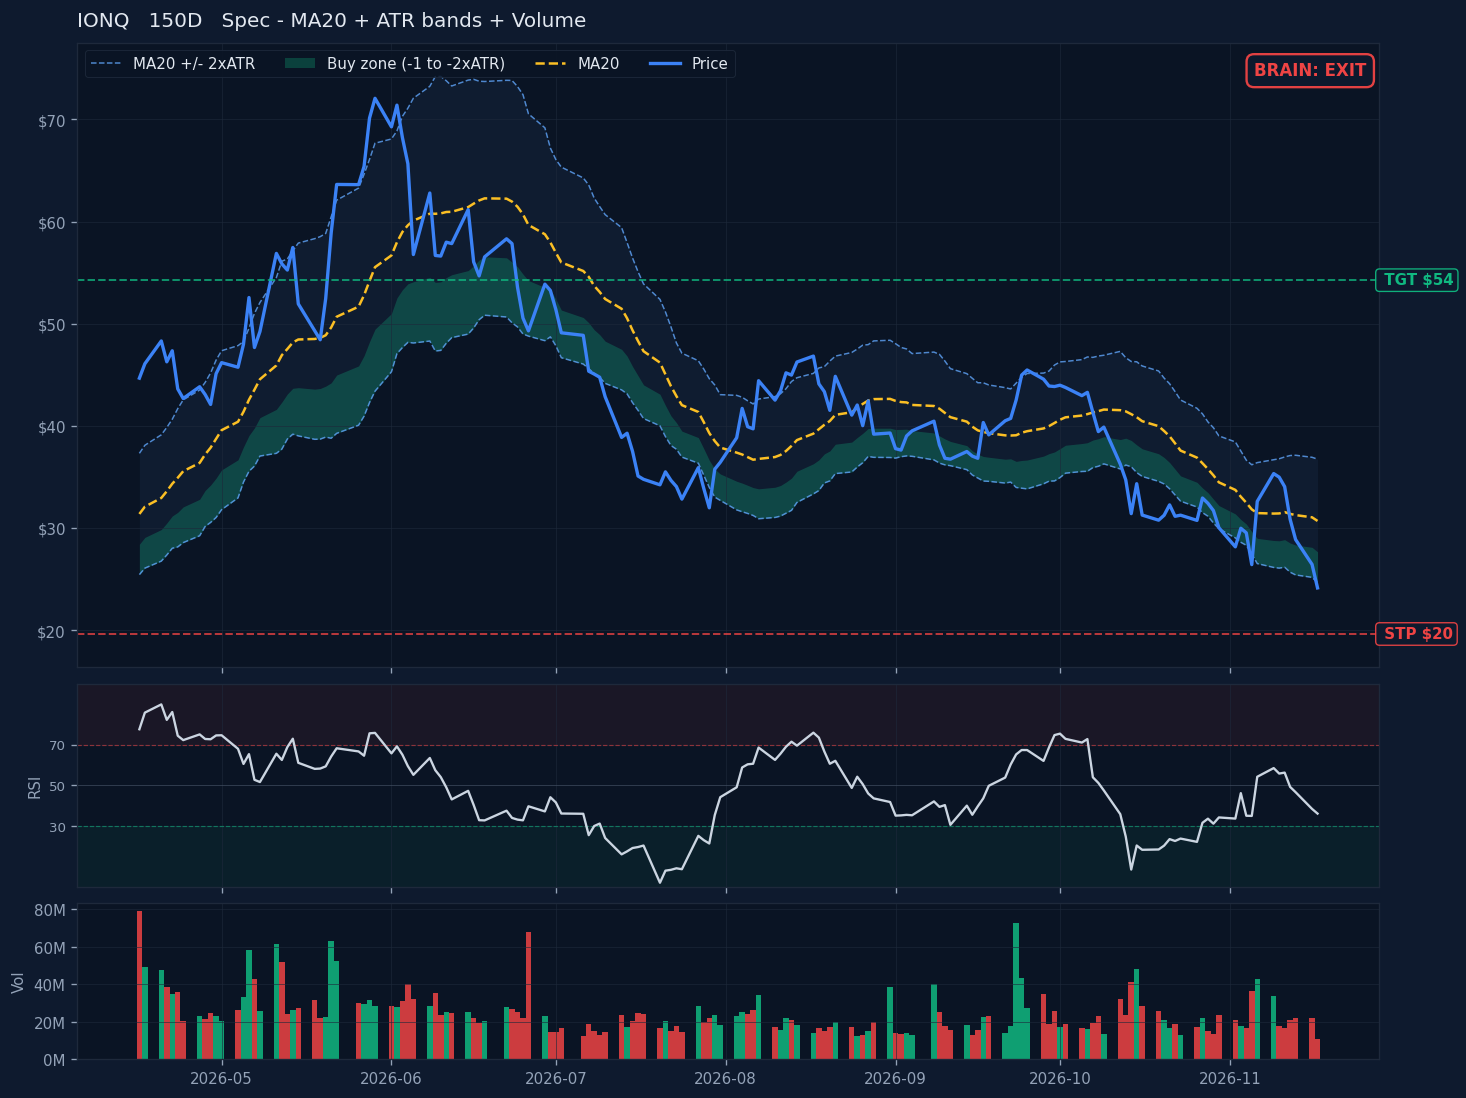 IONQ   150D   Spec - MA20 + ATR bands + Volume
MA20 +/- 2xATR
Buy zone (-1 to -2xATR)
MA20
Price
BRAIN: EXIT
$70
$60
$50
$40
$30
$20
TGT $54
STP $20
RSI
70
50
30
Vol
80M
60M
40M
20M
0M
2026-05
2026-06
2026-07
2026-08
2026-09
2026-10
2026-11